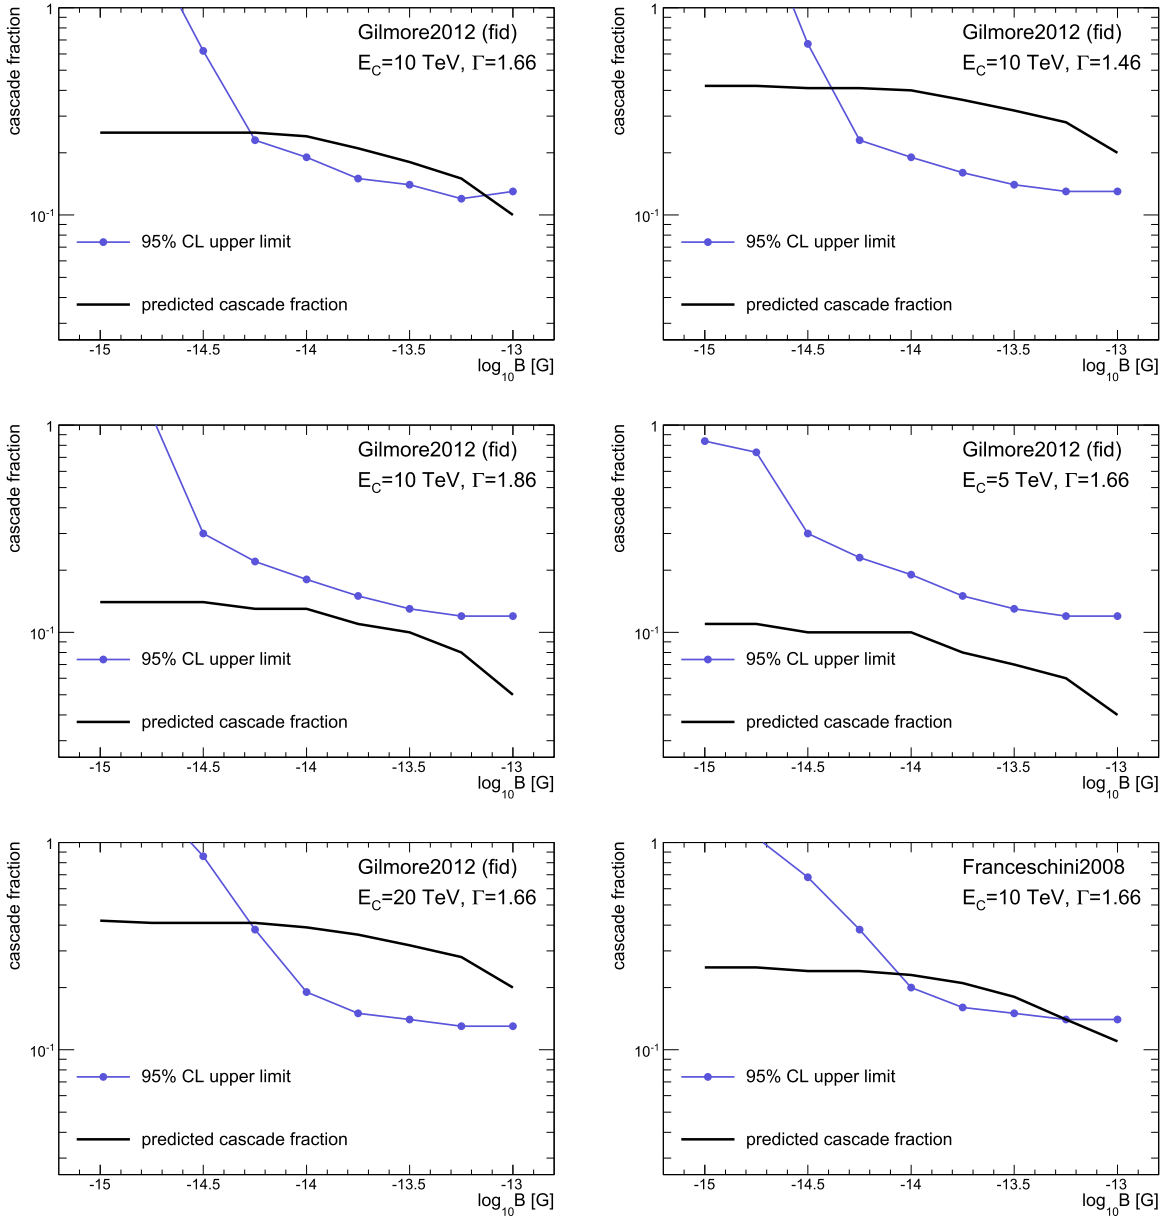 1
cascade fraction
Gilmore2012 (fid)
E_C=10 TeV, Γ=1.66
10⁻¹
95% CL upper limit
predicted cascade fraction
-15 -14.5 -14 -13.5 -13
log₁₀B [G]
1
cascade fraction
Gilmore2012 (fid)
E_C=10 TeV, Γ=1.46
10⁻¹
95% CL upper limit
predicted cascade fraction
-15 -14.5 -14 -13.5 -13
log₁₀B [G]
1
cascade fraction
Gilmore2012 (fid)
E_C=10 TeV, Γ=1.86
10⁻¹
95% CL upper limit
predicted cascade fraction
-15 -14.5 -14 -13.5 -13
log₁₀B [G]
1
cascade fraction
Gilmore2012 (fid)
E_C=5 TeV, Γ=1.66
10⁻¹
95% CL upper limit
predicted cascade fraction
-15 -14.5 -14 -13.5 -13
log₁₀B [G]
1
cascade fraction
Gilmore2012 (fid)
E_C=20 TeV, Γ=1.66
10⁻¹
95% CL upper limit
predicted cascade fraction
-15 -14.5 -14 -13.5 -13
log₁₀B [G]
1
cascade fraction
Franceschini2008
E_C=10 TeV, Γ=1.66
10⁻¹
95% CL upper limit
predicted cascade fraction
-15 -14.5 -14 -13.5 -13
log₁₀B [G]